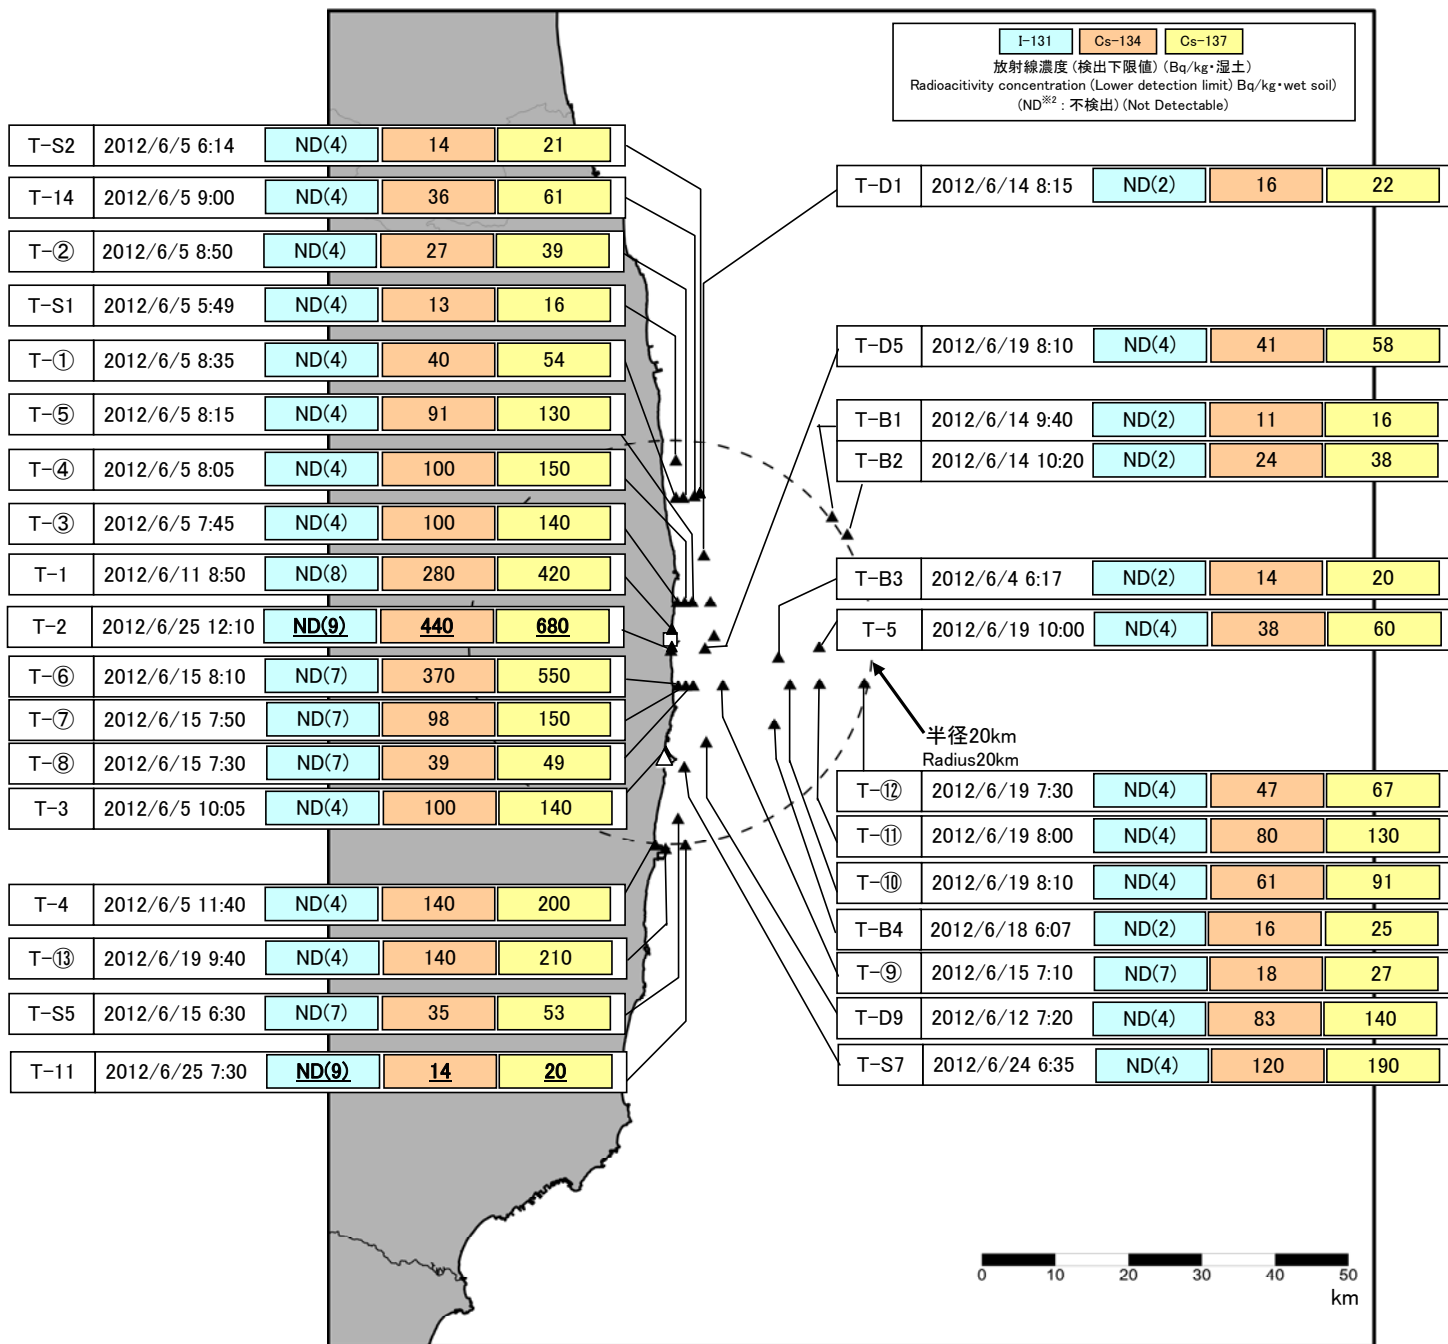 I-131 Cs-134 Cs-137
放射線濃度 (検出下限値) (Bq/kg・湿土)
Radioacitivity concentration (Lower detection limit) Bq/kg・wet soil)
(ND※2 : 不検出) (Not Detectable)
T-S2 2012/6/5 6:14 ND(4) 14 21
T-14 2012/6/5 9:00 ND(4) 36 61
T-② 2012/6/5 8:50 ND(4) 27 39
T-S1 2012/6/5 5:49 ND(4) 13 16
T-① 2012/6/5 8:35 ND(4) 40 54
T-⑤ 2012/6/5 8:15 ND(4) 91 130
T-④ 2012/6/5 8:05 ND(4) 100 150
T-③ 2012/6/5 7:45 ND(4) 100 140
T-1 2012/6/11 8:50 ND(8) 280 420
T-2 2012/6/25 12:10 ND(9) 440 680
T-⑥ 2012/6/15 8:10 ND(7) 370 550
T-⑦ 2012/6/15 7:50 ND(7) 98 150
T-⑧ 2012/6/15 7:30 ND(7) 39 49
T-3 2012/6/5 10:05 ND(4) 100 140
T-4 2012/6/5 11:40 ND(4) 140 200
T-⑬ 2012/6/19 9:40 ND(4) 140 210
T-S5 2012/6/15 6:30 ND(7) 35 53
T-11 2012/6/25 7:30 ND(9) 14 20
T-D1 2012/6/14 8:15 ND(2) 16 22
T-D5 2012/6/19 8:10 ND(4) 41 58
T-B1 2012/6/14 9:40 ND(2) 11 16
T-B2 2012/6/14 10:20 ND(2) 24 38
T-B3 2012/6/4 6:17 ND(2) 14 20
T-5 2012/6/19 10:00 ND(4) 38 60
半径20km
Radius20km
T-⑫ 2012/6/19 7:30 ND(4) 47 67
T-⑪ 2012/6/19 8:00 ND(4) 80 130
T-⑩ 2012/6/19 8:10 ND(4) 61 91
T-B4 2012/6/18 6:07 ND(2) 16 25
T-⑨ 2012/6/15 7:10 ND(7) 18 27
T-D9 2012/6/12 7:20 ND(4) 83 140
T-S7 2012/6/24 6:35 ND(4) 120 190
0 10 20 30 40 50
km